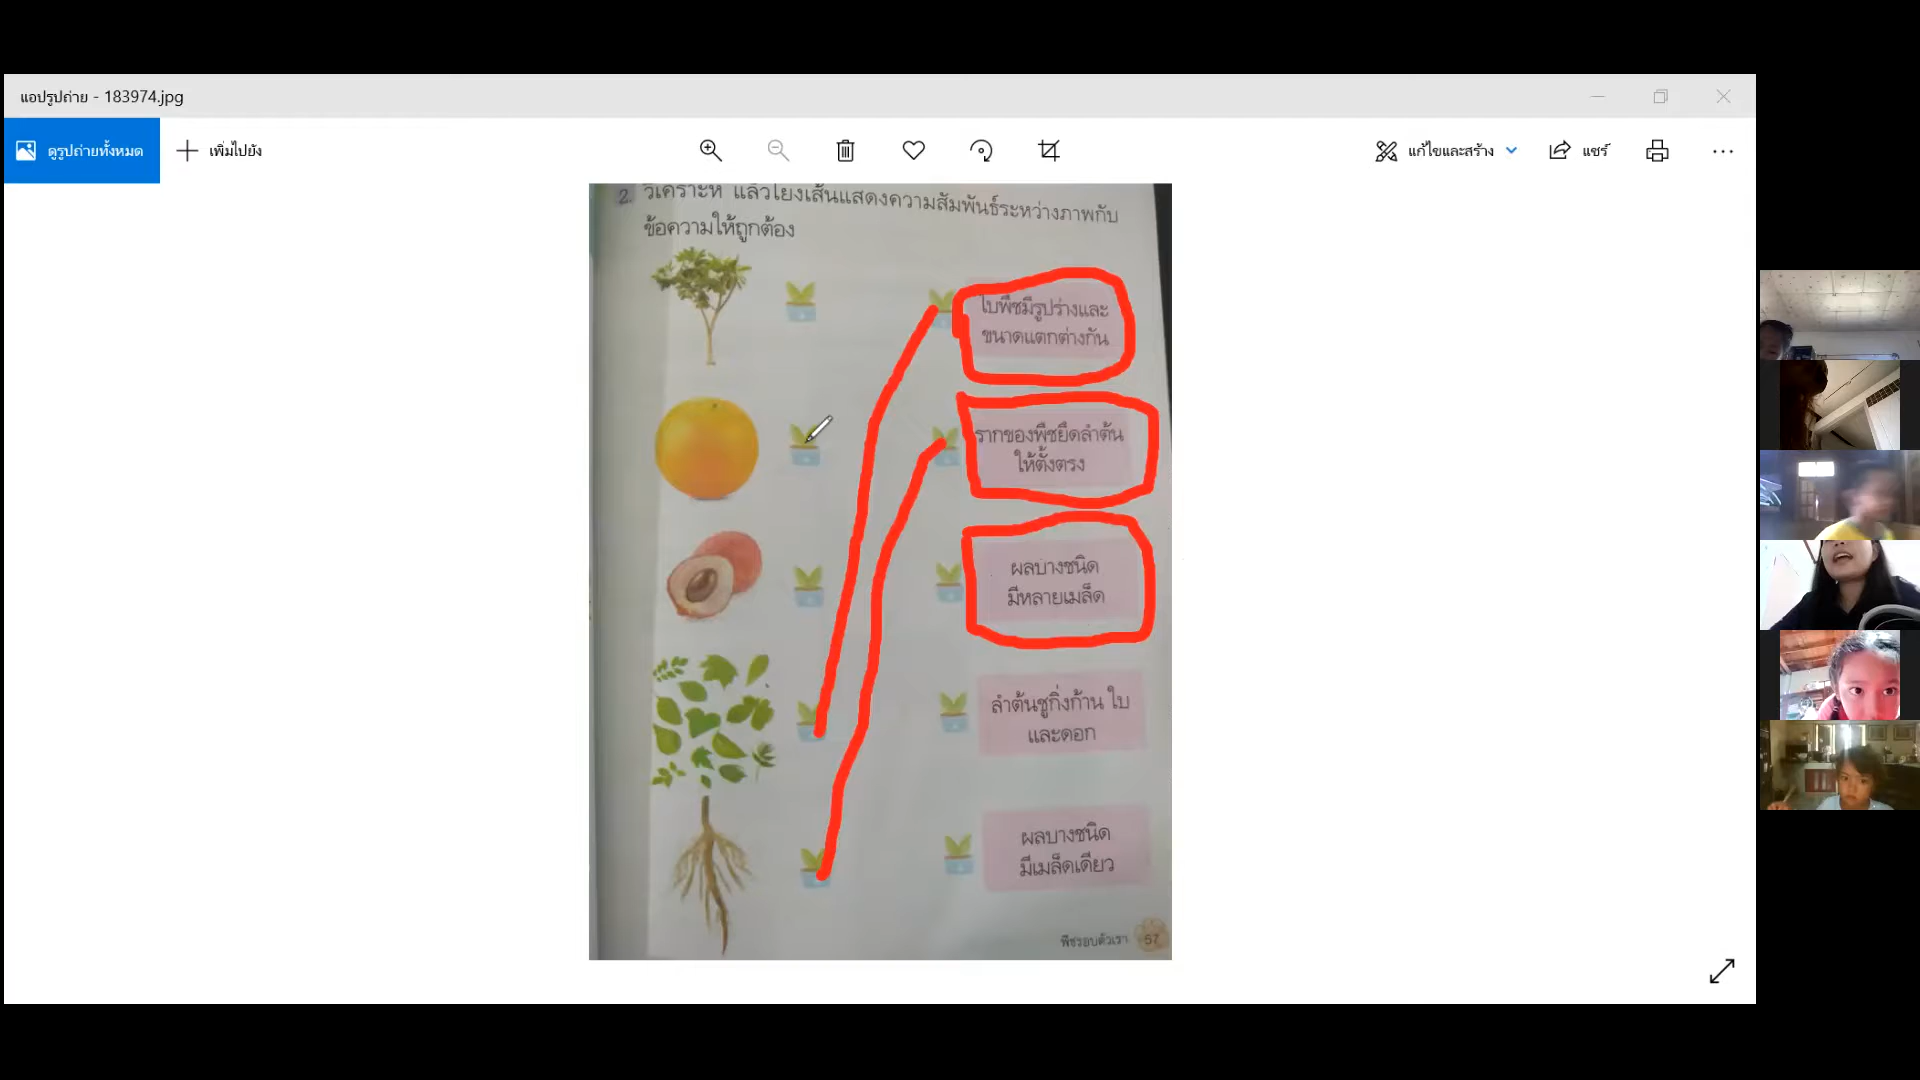 แอปรูปถ่าย - 183974.jpg
ดูรูปถ่ายทั้งหมด
เพิ่มไปยัง
แก้ไขและสร้าง
แชร์
2. วิเคราะห์ แล้วโยงเส้นแสดงความสัมพันธ์ระหว่างภาพกับ
ข้อความให้ถูกต้อง
ใบพืชมีรูปร่างและ
ขนาดแตกต่างกัน
รากของพืชยึดลำต้น
ให้ตั้งตรง
ผลบางชนิด
มีหลายเมล็ด
ลำต้นชูกิ่งก้าน ใบ
และดอก
ผลบางชนิด
มีเมล็ดเดียว
พืชรอบตัวเรา 57